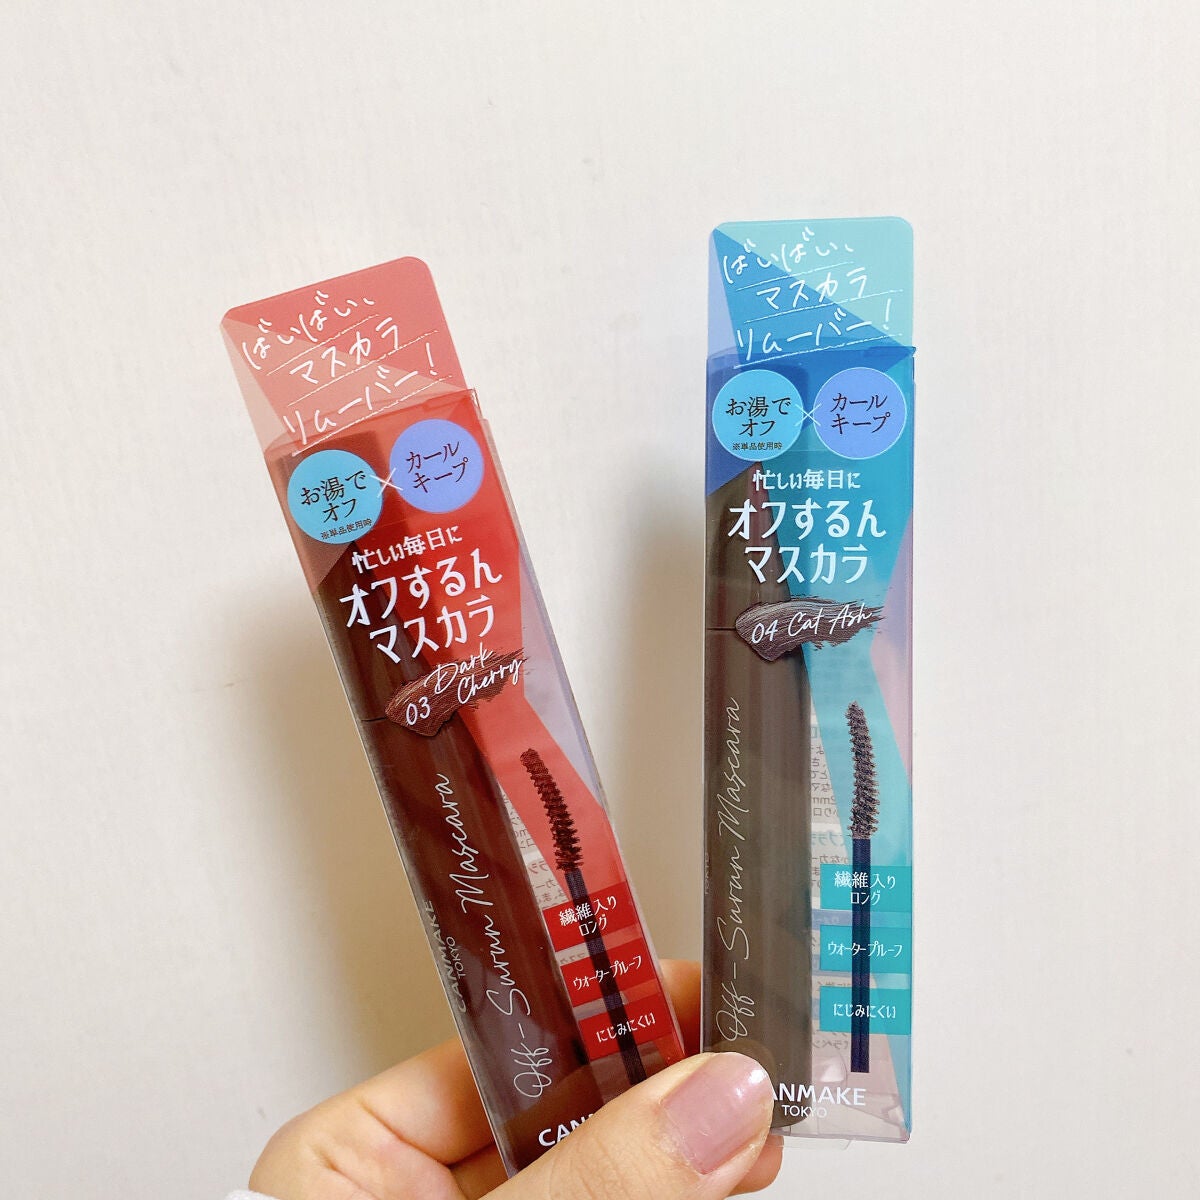 ばいばい、
マスカラ
リムーバー！
お湯で
オフ
※単品使用時
×
カール
キープ
忙しい毎日に
オフするん
マスカラ
03 Dark
Cherry
Off-Surun Mascara
CANMAKE
TOKYO
繊維入り
ロング
ウォータープルーフ
にじみにくい
ばいばい、
マスカラ
リムーバー！
お湯で
オフ
※単品使用時
×
カール
キープ
忙しい毎日に
オフするん
マスカラ
04 Cat Ash
Off-Surun Mascara
繊維入り
ロング
ウォータープルーフ
にじみにくい
CANMAKE
TOKYO